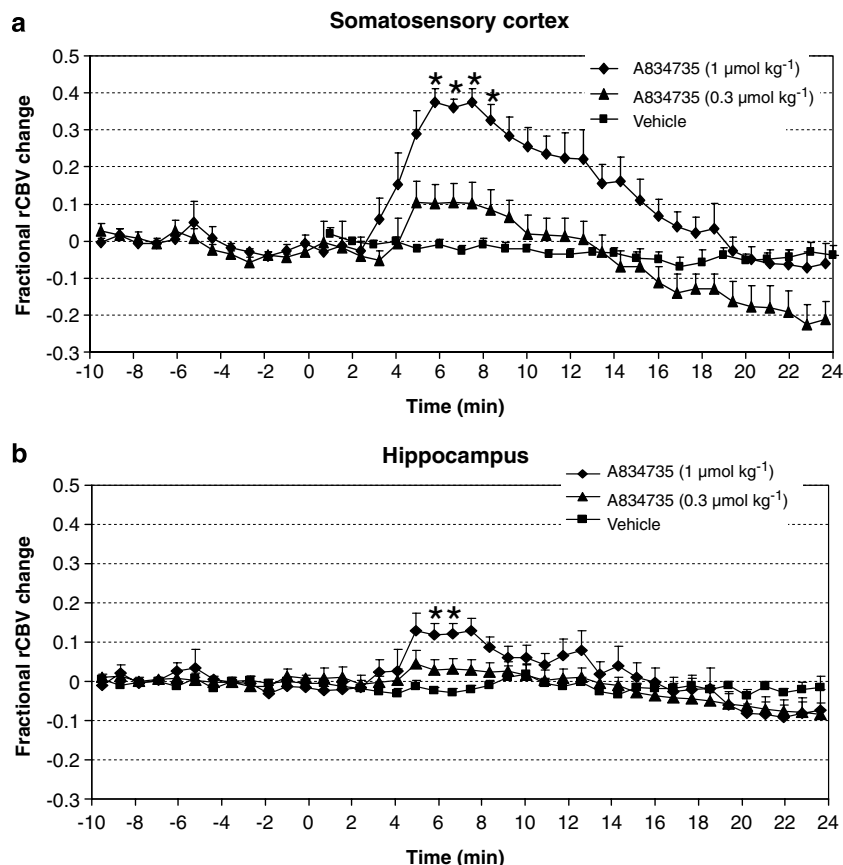 a
Somatosensory cortex
0.5
0.4
0.3
0.2
0.1
0
-0.1
-0.2
-0.3
Fractional rCBV change
* * * *
A834735 (1 µmol kg⁻¹)
A834735 (0.3 µmol kg⁻¹)
Vehicle
-10 -8 -6 -4 -2 0 2 4 6 8 10 12 14 16 18 20 22 24
Time (min)
b
Hippocampus
0.5
0.4
0.3
0.2
0.1
0
-0.1
-0.2
-0.3
Fractional rCBV change
* *
A834735 (1 µmol kg⁻¹)
A834735 (0.3 µmol kg⁻¹)
Vehicle
-10 -8 -6 -4 -2 0 2 4 6 8 10 12 14 16 18 20 22 24
Time (min)